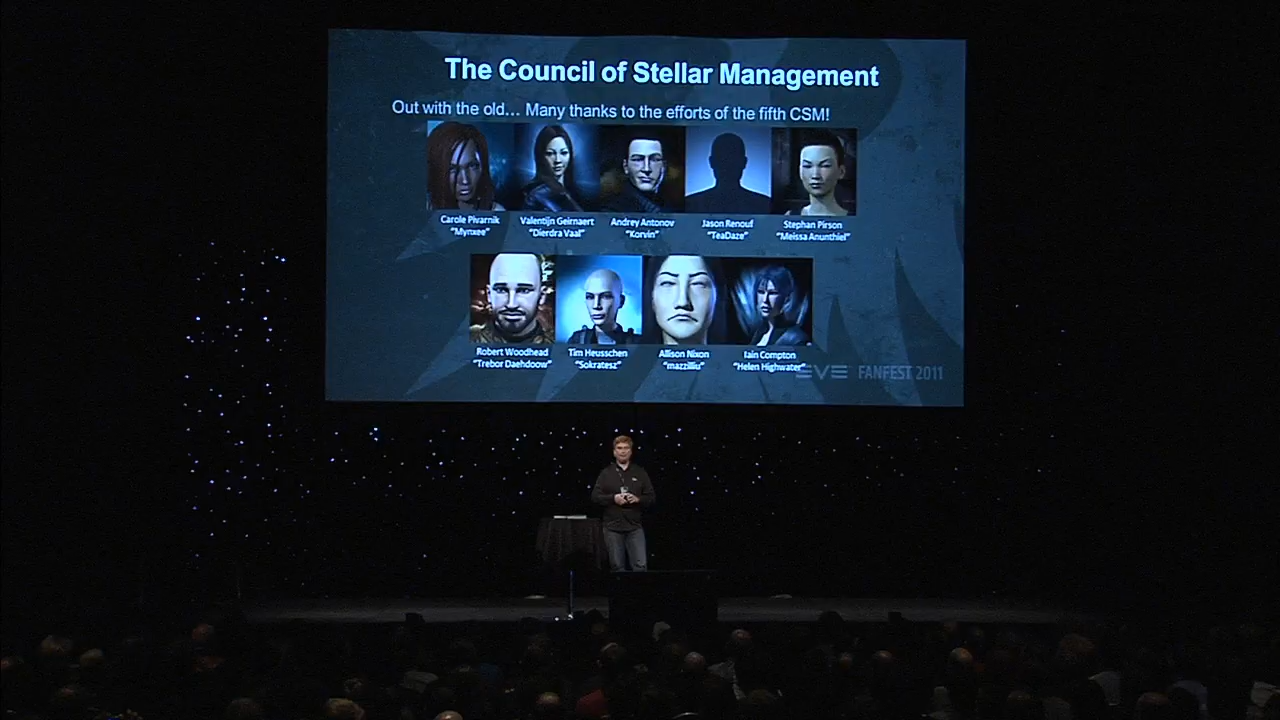 The Council of Stellar Management
Out with the old... Many thanks to the efforts of the fifth CSM!
Carole Pivarnik
"Mynxee"
Valentijn Geirnaert
"Dierdra Vaal"
Andrey Antonov
"Korvin"
Jason Renouf
"TeaDaze"
Stephan Pirson
"Meissa Anunthiel"
Robert Woodhead
"Trebor Daehdoow"
Tim Heusschen
"Sokratesz"
Allison Nixon
"mazzilliu"
Iain Compton
"Helen Highwater"
EVE FANFEST 2011